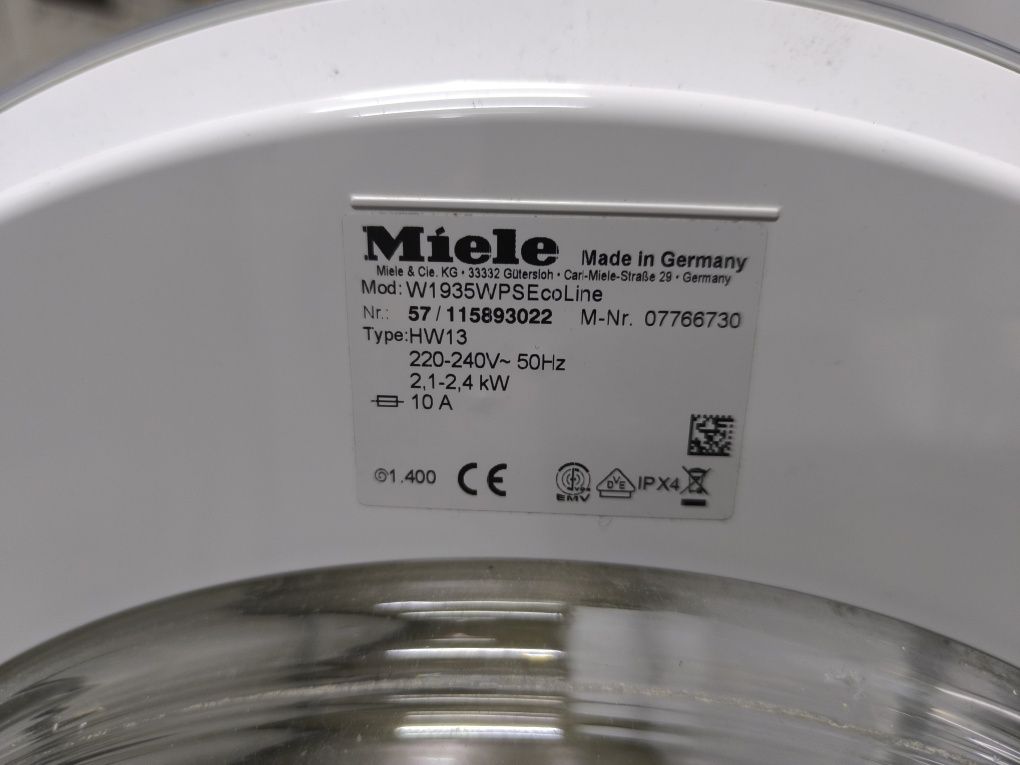 Miele Made in Germany
Miele & Cie. KG • 33332 Gütersloh • Carl-Miele-Straße 29 • Germany
Mod: W1935WPSEcoLine
Nr.: 57 / 115893022 M-Nr. 07766730
Type: HW13
220-240V~ 50Hz
2,1-2,4 kW
10 A
1.400 CE EMV DVE IPX4